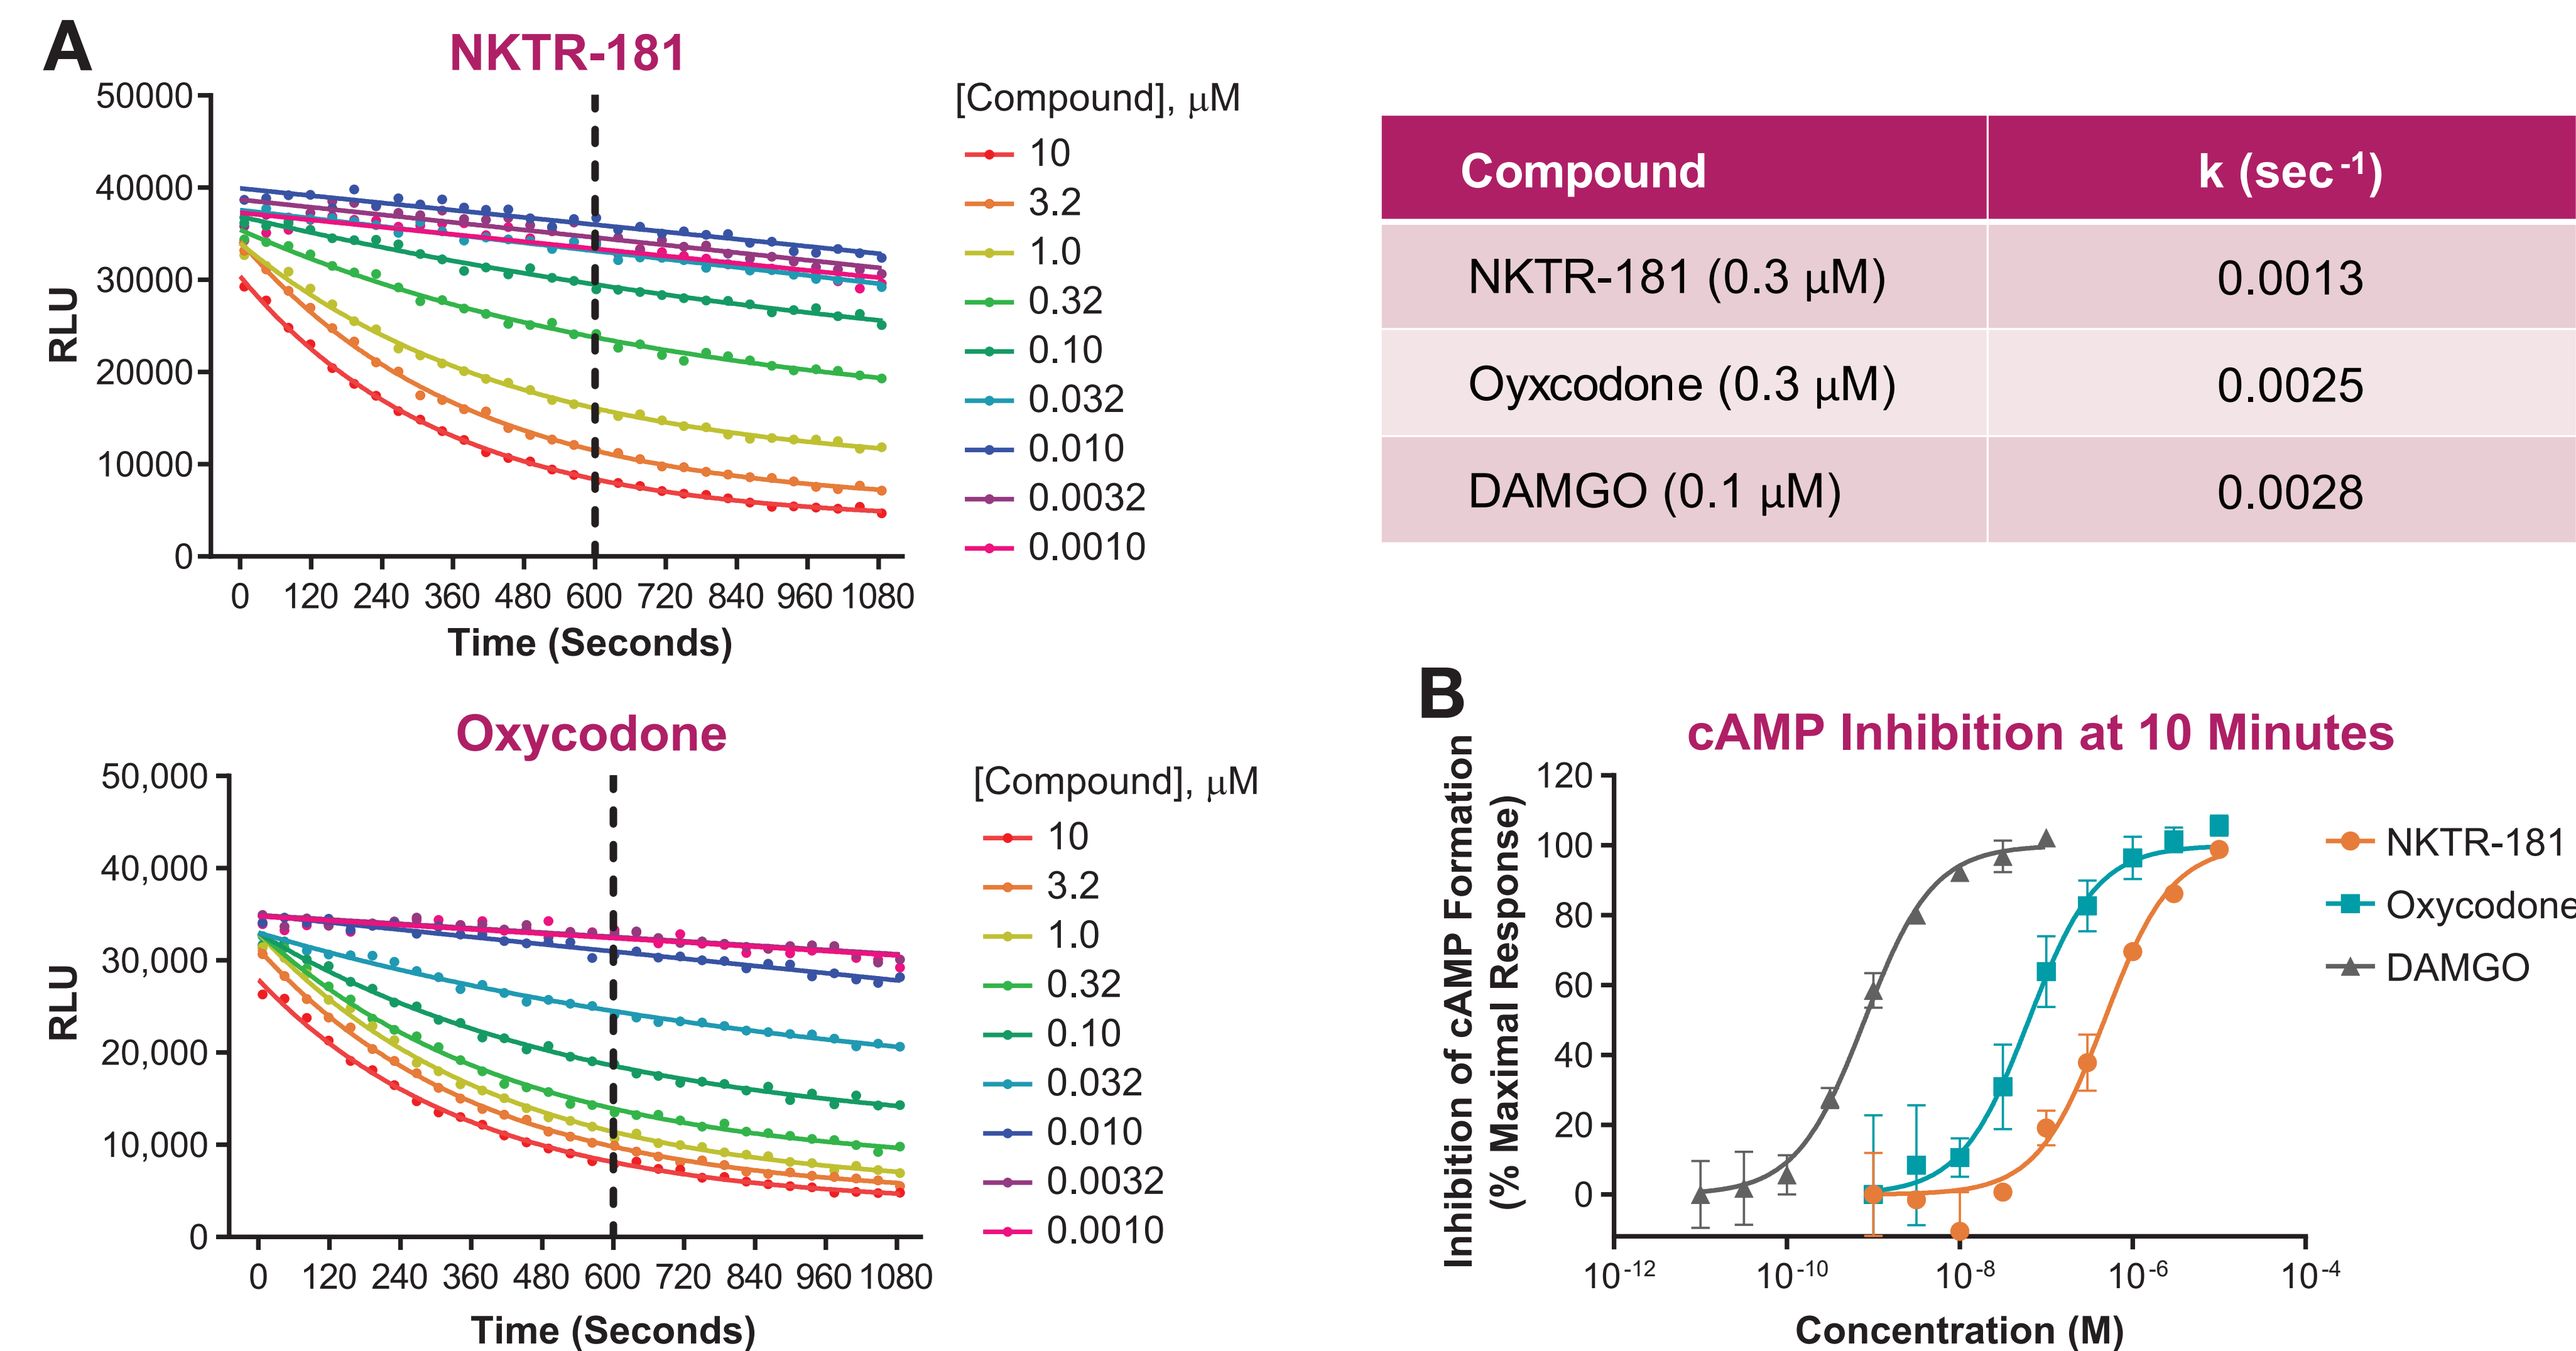 A
NKTR-181
50000
40000
30000
20000
10000
0
RLU
0 120 240 360 480 600 720 840 960 1080
Time (Seconds)
[Compound], μM
10
3.2
1.0
0.32
0.10
0.032
0.010
0.0032
0.0010
Compound k (sec⁻¹)
NKTR-181 (0.3 μM) 0.0013
Oyxcodone (0.3 μM) 0.0025
DAMGO (0.1 μM) 0.0028
Oxycodone
50,000
40,000
30,000
20,000
10,000
0
RLU
0 120 240 360 480 600 720 840 960 1080
Time (Seconds)
[Compound], μM
10
3.2
1.0
0.32
0.10
0.032
0.010
0.0032
0.0010
B
cAMP Inhibition at 10 Minutes
Inhibition of cAMP Formation
(% Maximal Response)
120
100
80
60
40
20
0
10⁻¹² 10⁻¹⁰ 10⁻⁸ 10⁻⁶ 10⁻⁴
Concentration (M)
NKTR-181
Oxycodone
DAMGO